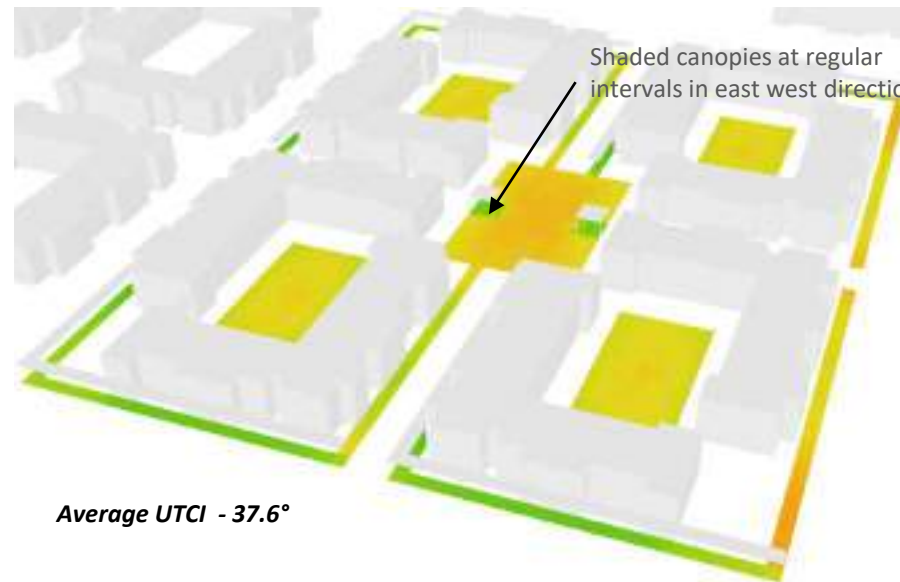 Shaded canopies at regular
intervals in east west directio
Average UTCI - 37.6°